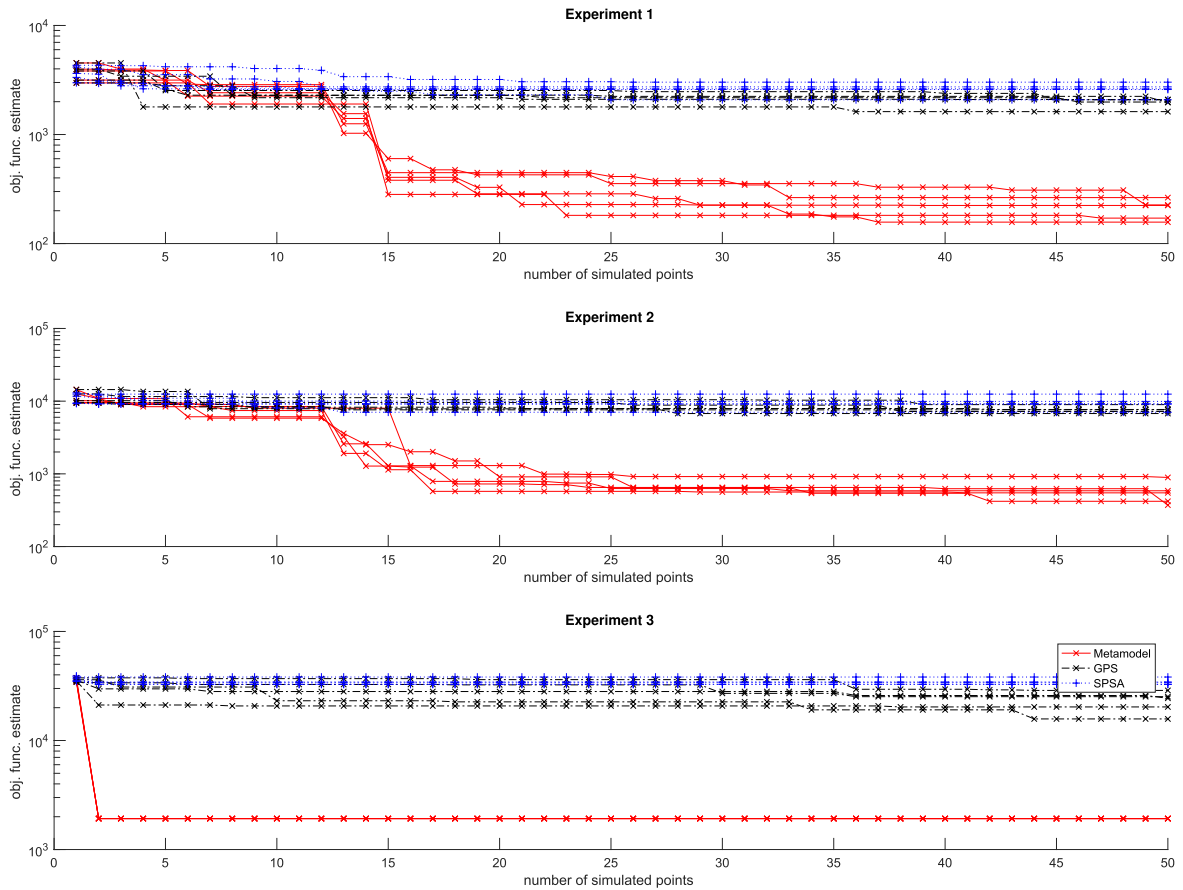 Experiment 1
10^4
10^3
10^2
obj. func. estimate
0 5 10 15 20 25 30 35 40 45 50
number of simulated points
Experiment 2
10^5
10^4
10^3
10^2
obj. func. estimate
0 5 10 15 20 25 30 35 40 45 50
number of simulated points
Experiment 3
10^5
10^4
10^3
obj. func. estimate
Metamodel
GPS
SPSA
0 5 10 15 20 25 30 35 40 45 50
number of simulated points